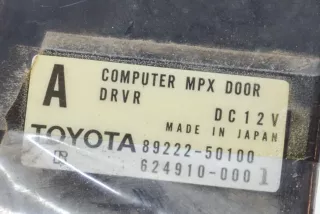 A COMPUTER MPX DOOR
DRVR
DC12V
MADE IN JAPAN
TOYOTA 89222-50100
624910-0001